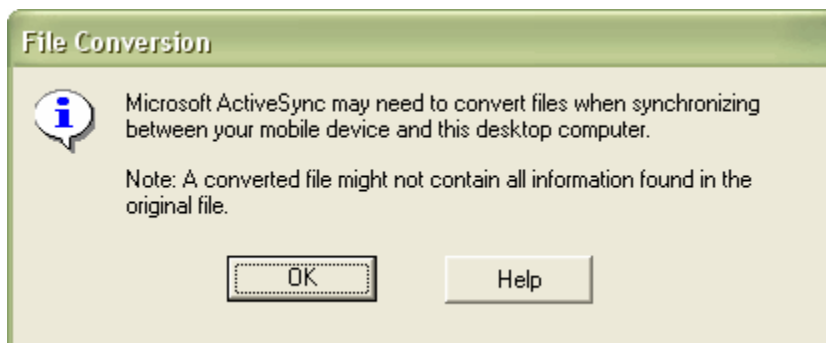 File Conversion
Microsoft ActiveSync may need to convert files when synchronizing
between your mobile device and this desktop computer.
Note: A converted file might not contain all information found in the
original file.
OK
Help